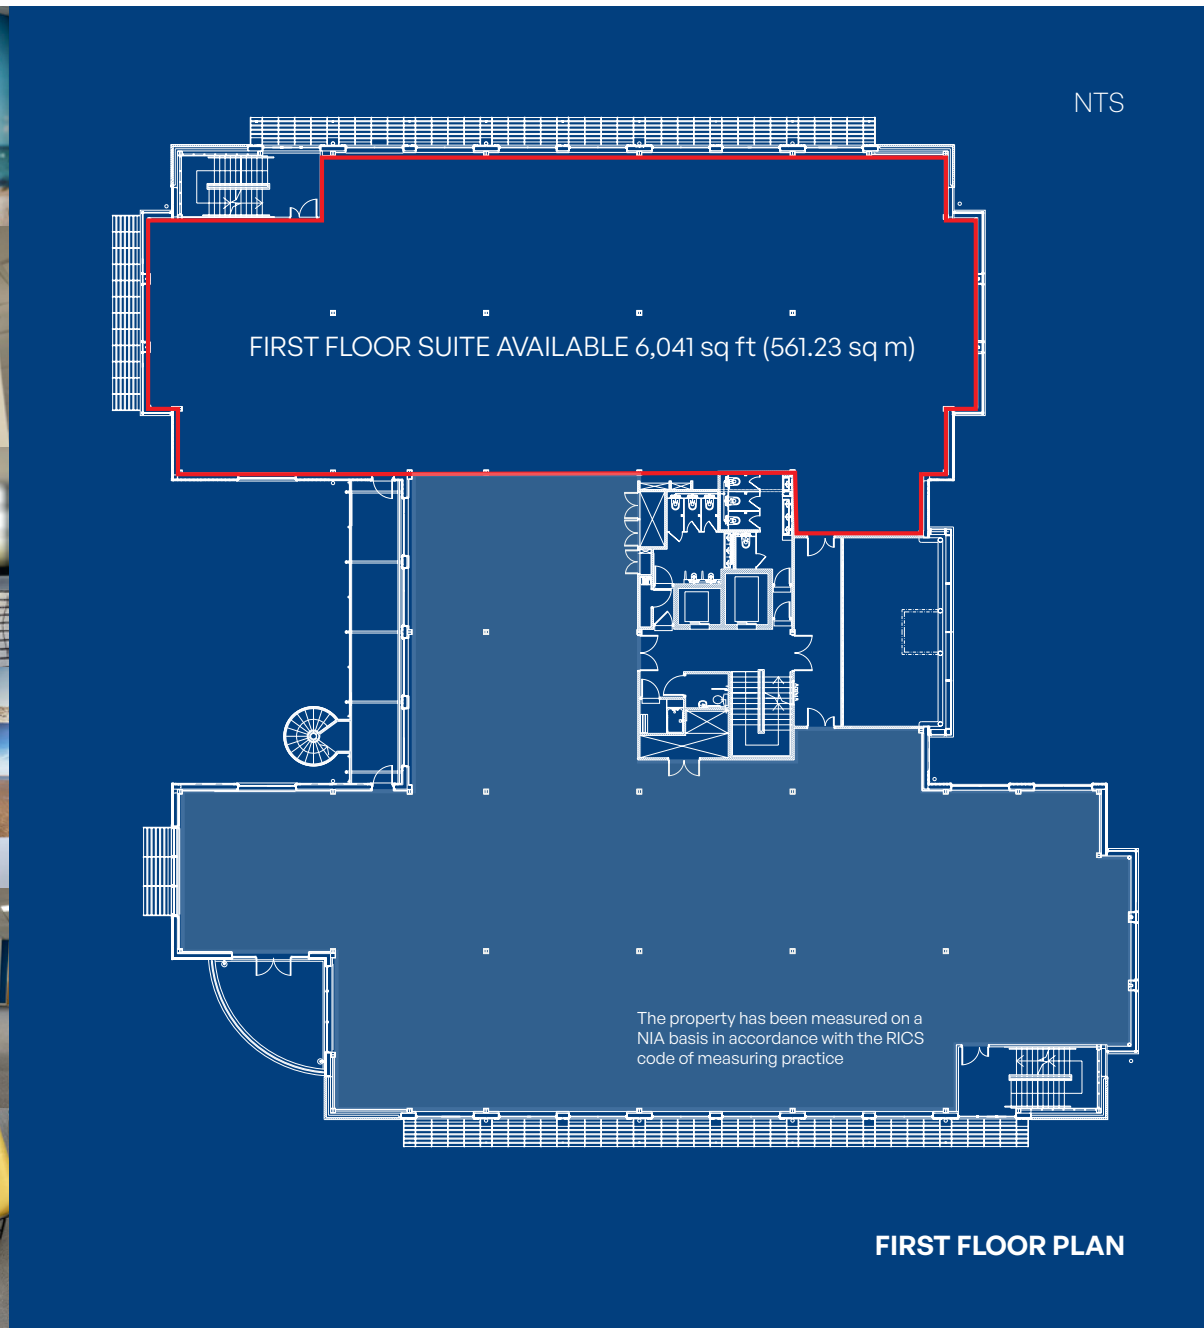 NTS
FIRST FLOOR SUITE AVAILABLE 6,041 sq ft (561.23 sq m)
The property has been measured on a
NIA basis in accordance with the RICS
code of measuring practice
FIRST FLOOR PLAN